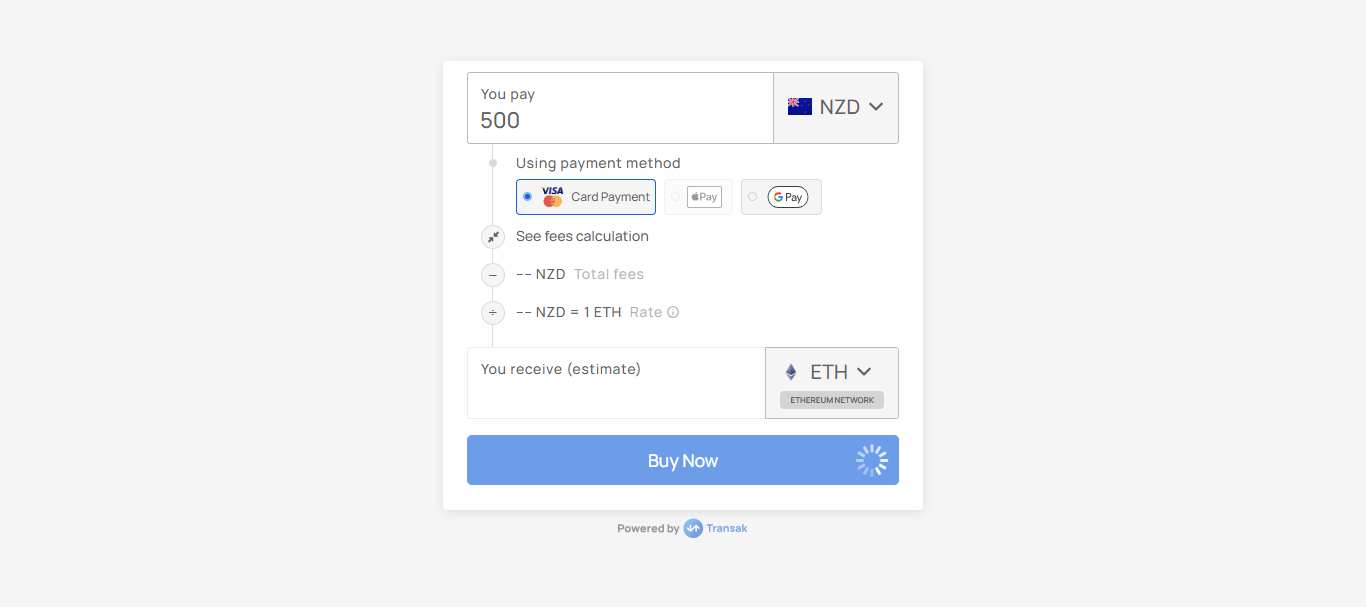 You pay
500
NZD
Using payment method
VISA Card Payment
Pay
G Pay
See fees calculation
− -- NZD Total fees
÷ -- NZD = 1 ETH Rate
You receive (estimate)
ETH
ETHEREUM NETWORK
Buy Now
Powered by Transak